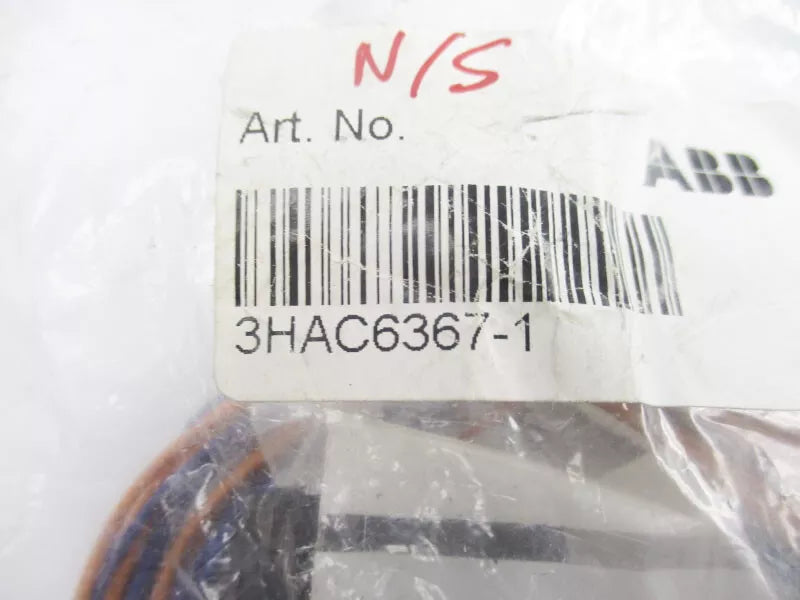 N/S
Art. No.
ABB
3HAC6367-1